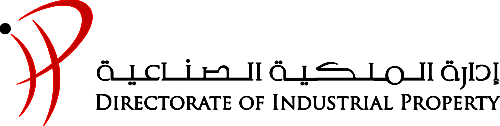 إدارة الملكية الصناعية
DIRECTORATE OF INDUSTRIAL PROPERTY